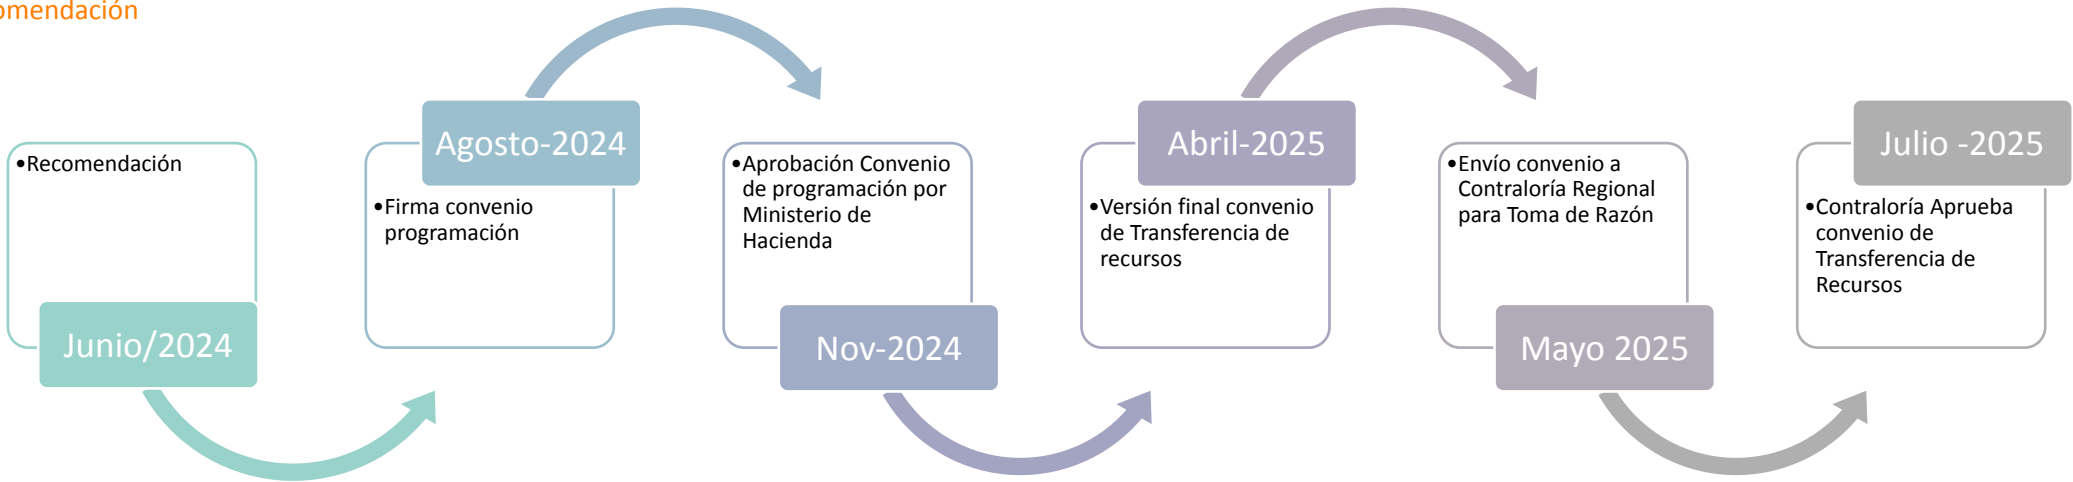 omendación
•Recomendación
Junio/2024
Agosto-2024
•Firma convenio
programación
•Aprobación Convenio
de programación por
Ministerio de
Hacienda
Nov-2024
Abril-2025
•Versión final convenio
de Transferencia de
recursos
•Envío convenio a
Contraloría Regional
para Toma de Razón
Mayo 2025
Julio -2025
•Contraloría Aprueba
convenio de
Transferencia de
Recursos